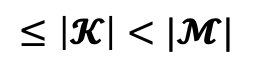 ≤ |𝓚| < |𝓜|